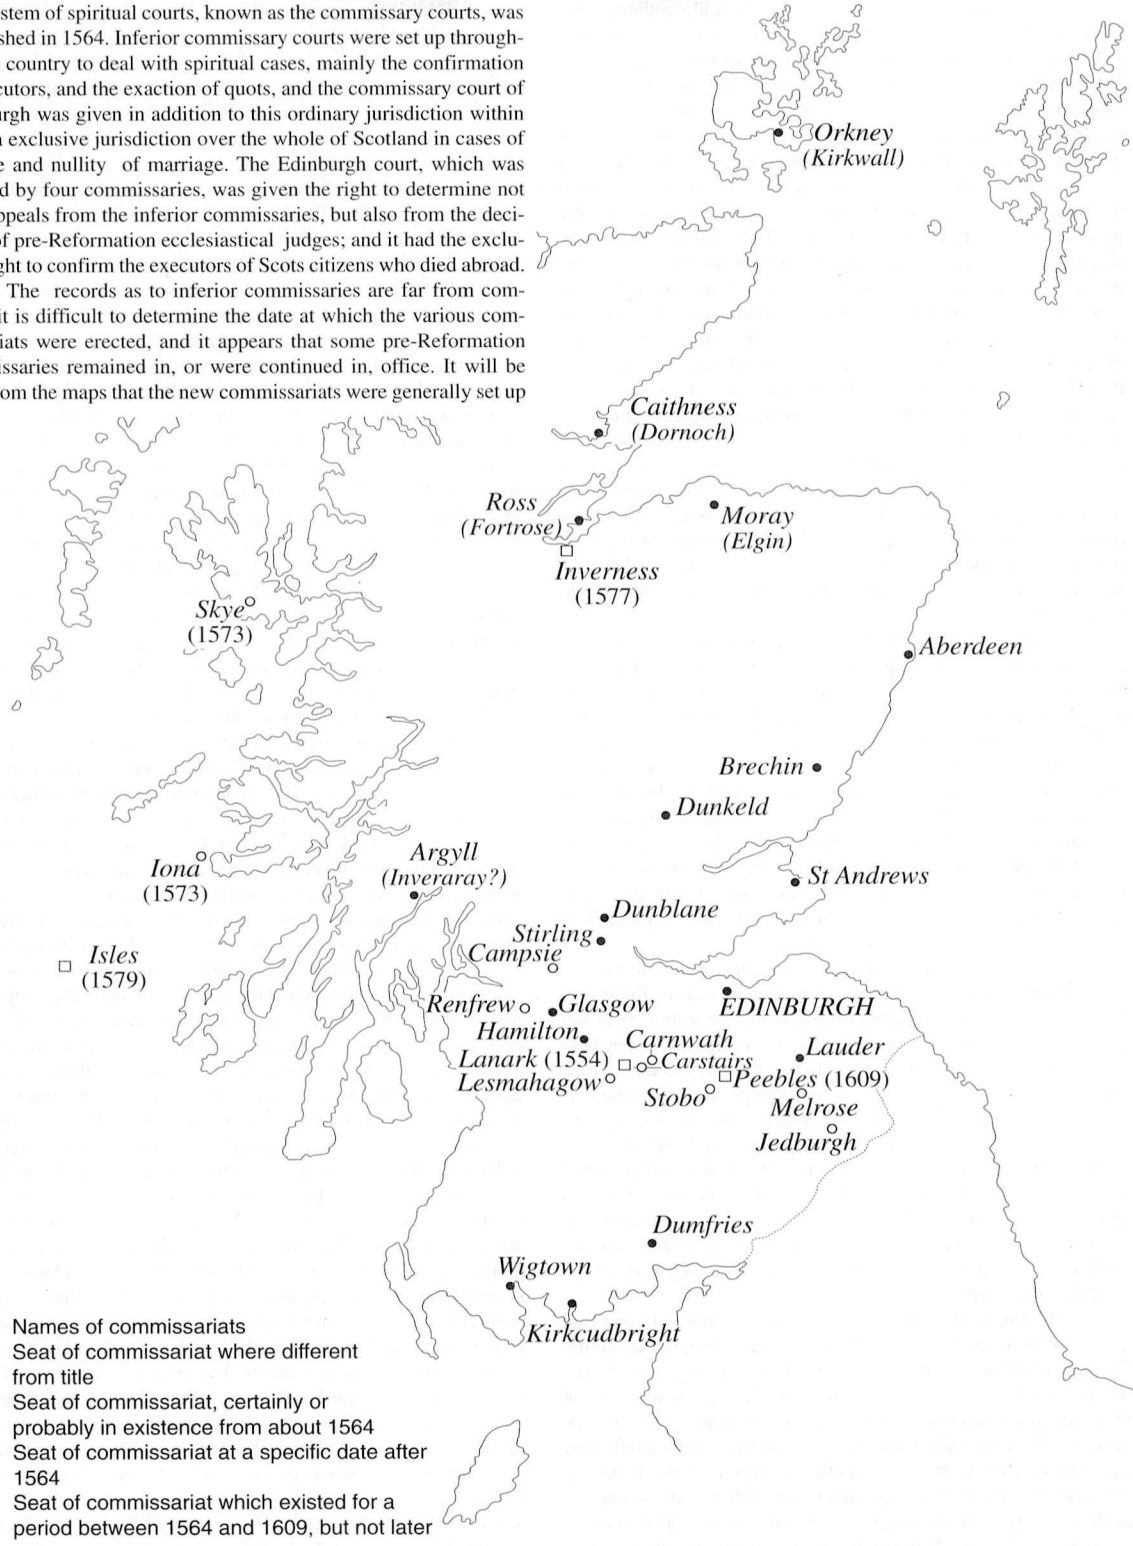 stem of spiritual courts, known as the commissary courts, was
shed in 1564. Inferior commissary courts were set up through-
country to deal with spiritual cases, mainly the confirmation
cutors, and the exaction of quots, and the commissary court of
urgh was given in addition to this ordinary jurisdiction within
exclusive jurisdiction over the whole of Scotland in cases of
e and nullity of marriage. The Edinburgh court, which was
d by four commissaries, was given the right to determine not
ppeals from the inferior commissaries, but also from the deci-
f pre-Reformation ecclesiastical judges; and it had the exclu-
ght to confirm the executors of Scots citizens who died abroad.
The records as to inferior commissaries are far from com-
it is difficult to determine the date at which the various com-
iats were erected, and it appears that some pre-Reformation
issaries remained in, or were continued in, office. It will be
om the maps that the new commissariats were generally set up
Orkney
(Kirkwall)
Caithness
(Dornoch)
Ross
(Fortrose)
Moray
(Elgin)
Inverness
(1577)
Skye
(1573)
Aberdeen
Brechin
Dunkeld
Argyll
(Inveraray?)
Iona
(1573)
St Andrews
Dunblane
Stirling
Campsie
Isles
(1579)
Renfrew
Glasgow
EDINBURGH
Hamilton
Carnwath
Lauder
Lanark (1554)
Carstairs
Lesmahagow
Peebles (1609)
Stobo
Melrose
Jedburgh
Dumfries
Wigtown
Kirkcudbright
Names of commissariats
Seat of commissariat where different
from title
Seat of commissariat, certainly or
probably in existence from about 1564
Seat of commissariat at a specific date after
1564
Seat of commissariat which existed for a
period between 1564 and 1609, but not later